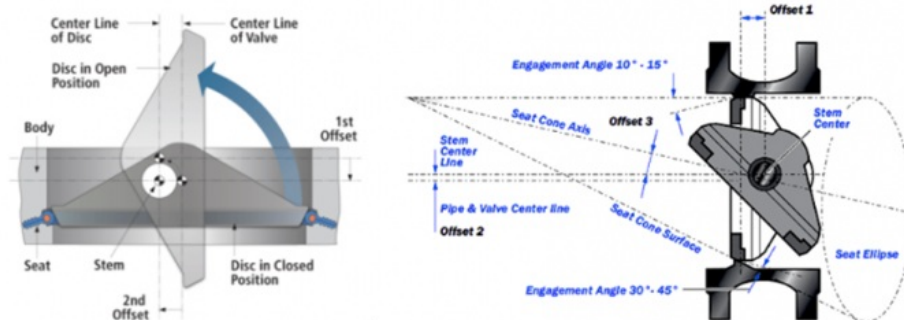 Center Line
of Disc
Center Line
of Valve
Disc in Open
Position
Body
1st
Offset
Seat
Stem
Disc in Closed
Position
2nd
Offset
Offset 1
Engagement Angle 10° - 15°
Seat Cone Axis
Offset 3
Stem
Center
Stem
Center
Line
Pipe & Valve Center line
Offset 2
Seat Cone Surface
Seat Ellipse
Engagement Angle 30°- 45°